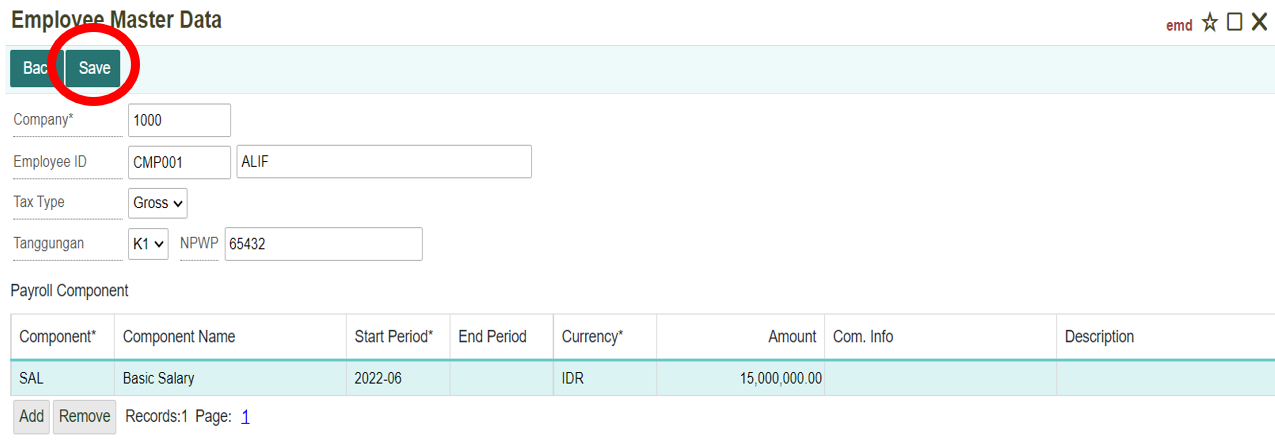 Employee Master Data
emd
Bac Save
Company* 1000
Employee ID CMP001 ALIF
Tax Type Gross
Tanggungan K1 NPWP 65432
Payroll Component
Component* Component Name Start Period* End Period Currency* Amount Com. Info Description
SAL Basic Salary 2022-06 IDR 15,000,000.00
Add Remove Records:1 Page: 1